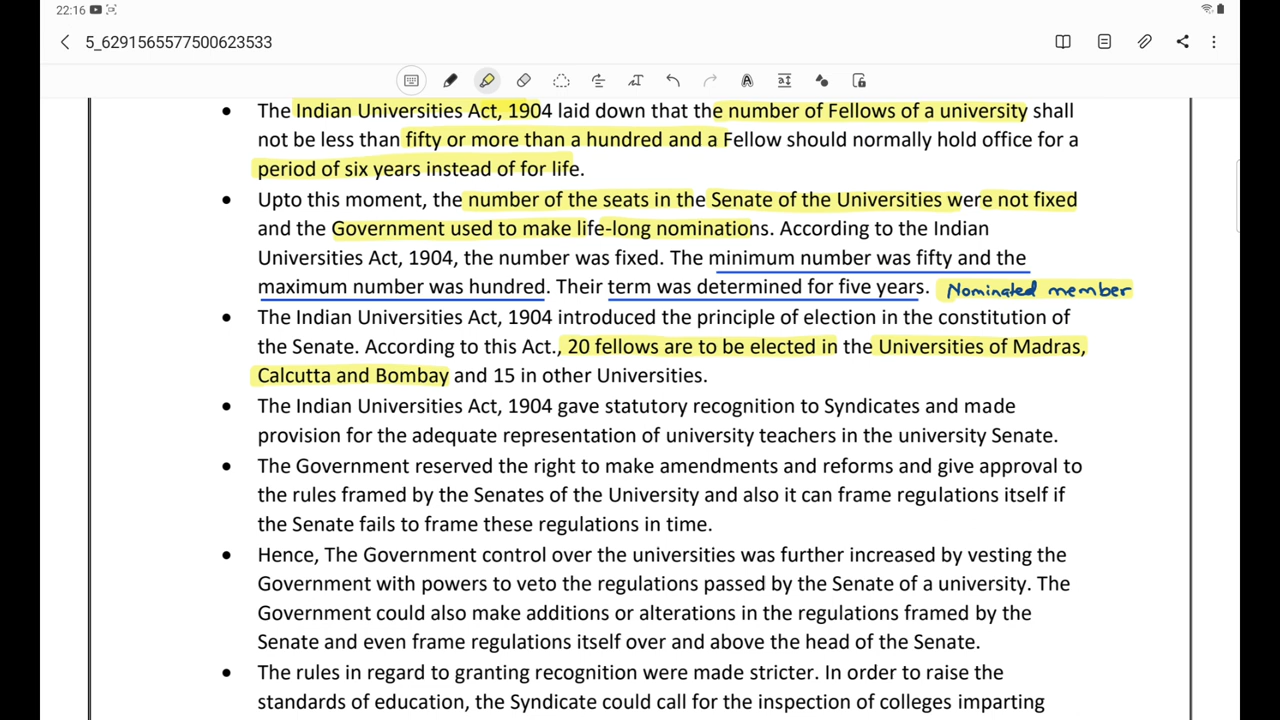 22:16
5_6291565577500623533
• The Indian Universities Act, 1904 laid down that the number of Fellows of a university shall
not be less than fifty or more than a hundred and a Fellow should normally hold office for a
period of six years instead of for life.
• Upto this moment, the number of the seats in the Senate of the Universities were not fixed
and the Government used to make life-long nominations. According to the Indian
Universities Act, 1904, the number was fixed. The minimum number was fifty and the
maximum number was hundred. Their term was determined for five years. Nominated member
• The Indian Universities Act, 1904 introduced the principle of election in the constitution of
the Senate. According to this Act., 20 fellows are to be elected in the Universities of Madras,
Calcutta and Bombay and 15 in other Universities.
• The Indian Universities Act, 1904 gave statutory recognition to Syndicates and made
provision for the adequate representation of university teachers in the university Senate.
• The Government reserved the right to make amendments and reforms and give approval to
the rules framed by the Senates of the University and also it can frame regulations itself if
the Senate fails to frame these regulations in time.
• Hence, The Government control over the universities was further increased by vesting the
Government with powers to veto the regulations passed by the Senate of a university. The
Government could also make additions or alterations in the regulations framed by the
Senate and even frame regulations itself over and above the head of the Senate.
• The rules in regard to granting recognition were made stricter. In order to raise the
standards of education, the Syndicate could call for the inspection of colleges imparting